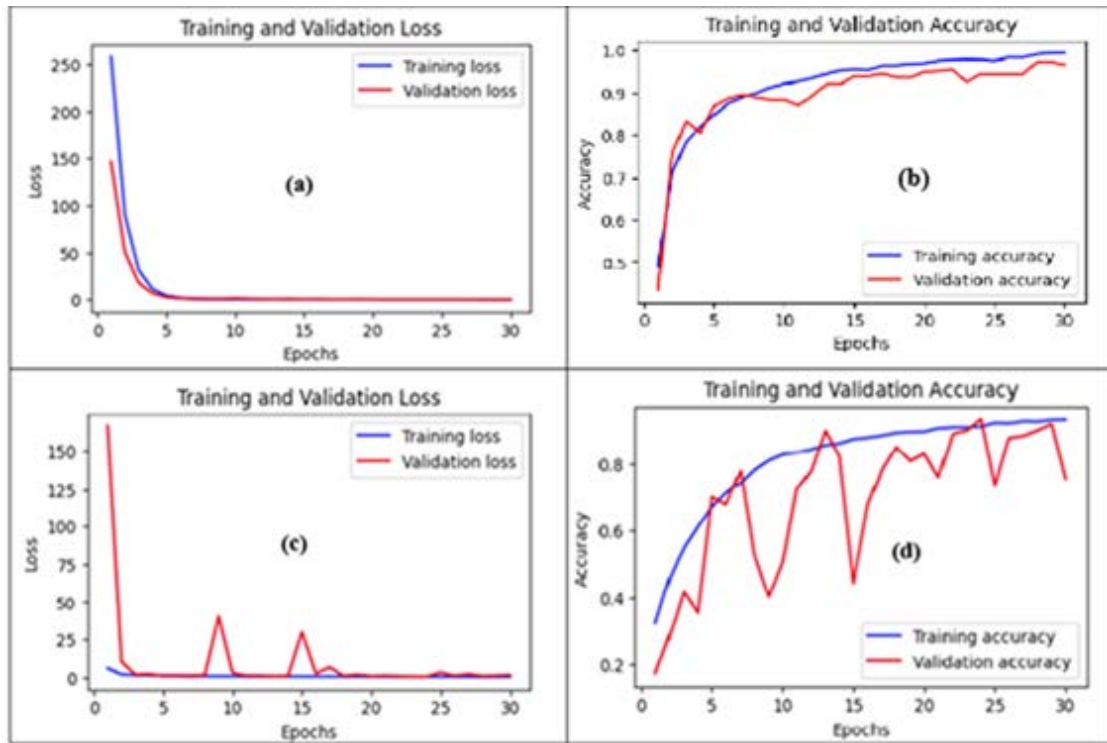 Training and Validation Loss
250
200
150
100
50
0
Loss
Training loss
Validation loss
(a)
0 5 10 15 20 25 30
Epochs
Training and Validation Accuracy
1.0
0.9
0.8
0.7
0.6
0.5
Accuracy
(b)
Training accuracy
Validation accuracy
0 5 10 15 20 25 30
Epochs
Training and Validation Loss
150
125
100
75
50
25
0
Loss
Training loss
Validation loss
(c)
0 5 10 15 20 25 30
Epochs
Training and Validation Accuracy
0.8
0.6
0.4
0.2
Accuracy
(d)
Training accuracy
Validation accuracy
0 5 10 15 20 25 30
Epochs